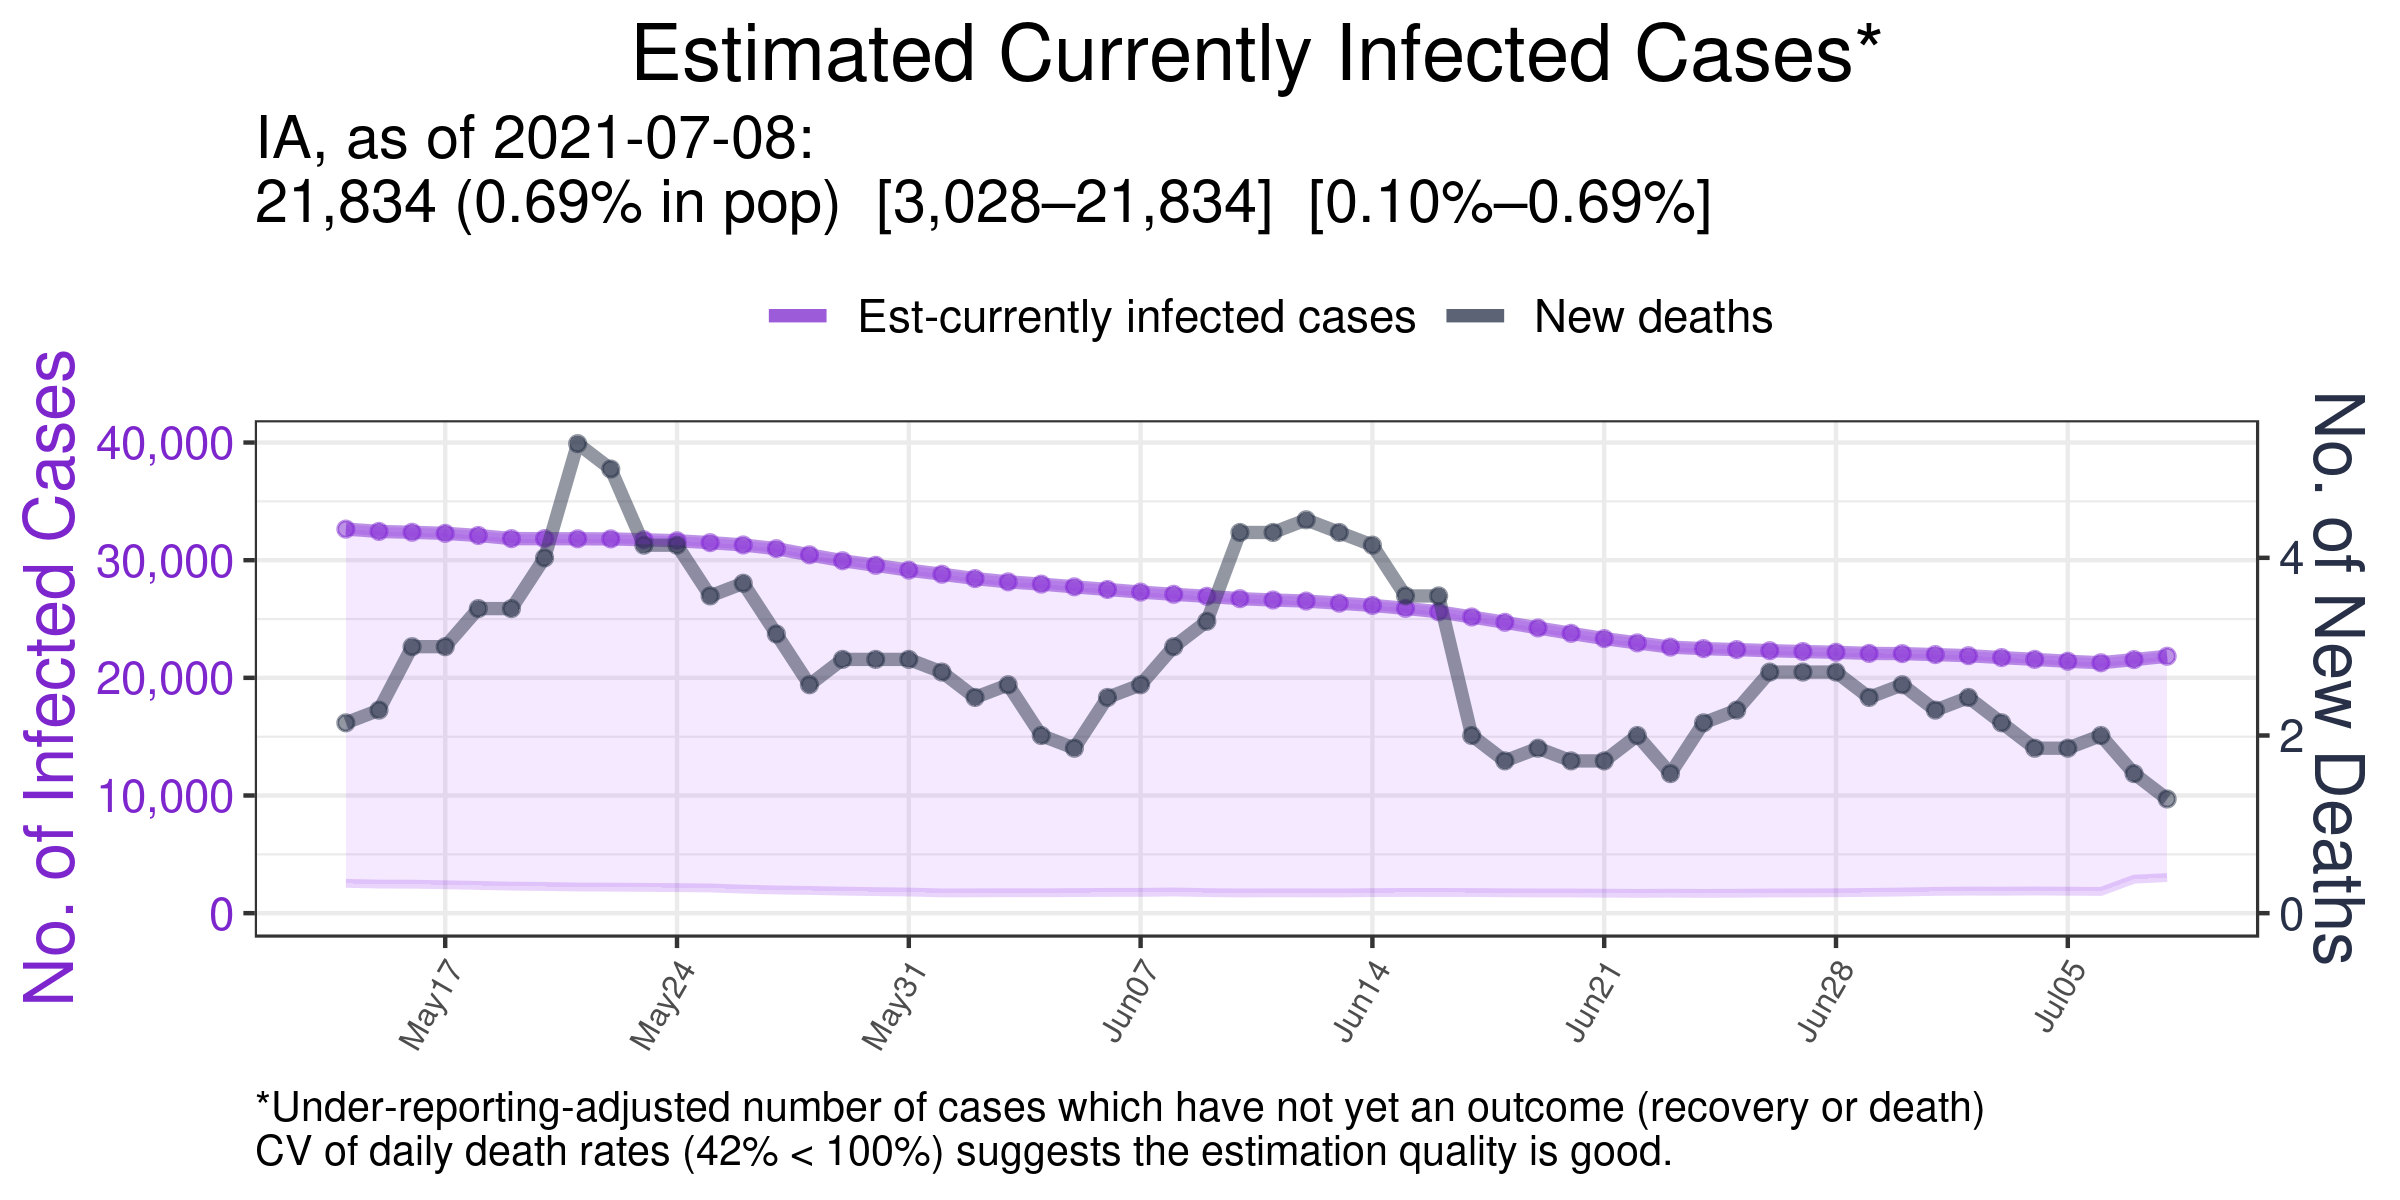 Estimated Currently Infected Cases*
IA, as of 2021-07-08:
21,834 (0.69% in pop)  [3,028–21,834]  [0.10%–0.69%]
Est-currently infected cases
New deaths
No. of Infected Cases
40,000
30,000
20,000
10,000
0
4
2
0
No. of New Deaths
May17
May24
May31
Jun07
Jun14
Jun21
Jun28
Jul05
*Under-reporting-adjusted number of cases which have not yet an outcome (recovery or death)
CV of daily death rates (42% < 100%) suggests the estimation quality is good.